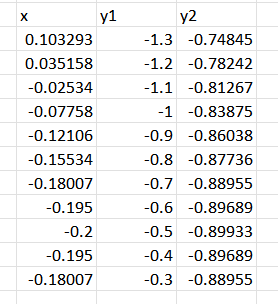 x y1 y2
0.103293 -1.3 -0.74845
0.035158 -1.2 -0.78242
-0.02534 -1.1 -0.81267
-0.07758 -1 -0.83875
-0.12106 -0.9 -0.86038
-0.15534 -0.8 -0.87736
-0.18007 -0.7 -0.88955
-0.195 -0.6 -0.89689
-0.2 -0.5 -0.89933
-0.195 -0.4 -0.89689
-0.18007 -0.3 -0.88955